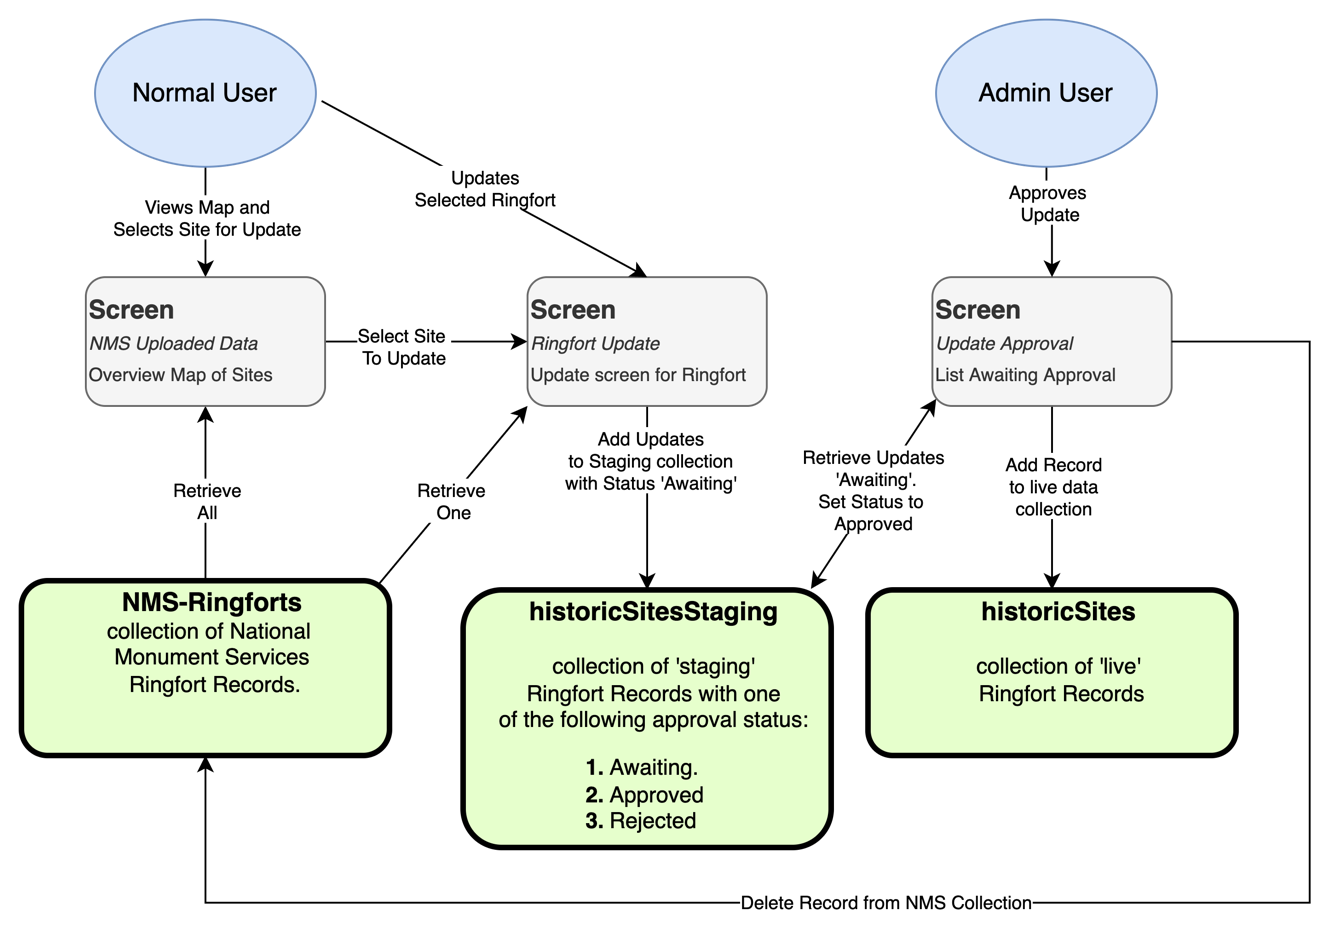 Normal User
Admin User
Updates
Selected Ringfort
Views Map and
Selects Site for Update
Approves
Update
Screen
NMS Uploaded Data
Overview Map of Sites
Select Site
To Update
Screen
Ringfort Update
Update screen for Ringfort
Screen
Update Approval
List Awaiting Approval
Retrieve
All
Retrieve
One
Add Updates
to Staging collection
with Status 'Awaiting'
Retrieve Updates
'Awaiting'.
Set Status to
Approved
Add Record
to live data
collection
NMS-Ringforts
collection of National
Monument Services
Ringfort Records.
historicSitesStaging
collection of 'staging'
Ringfort Records with one
of the following approval status:
1. Awaiting.
2. Approved
3. Rejected
historicSites
collection of 'live'
Ringfort Records
Delete Record from NMS Collection